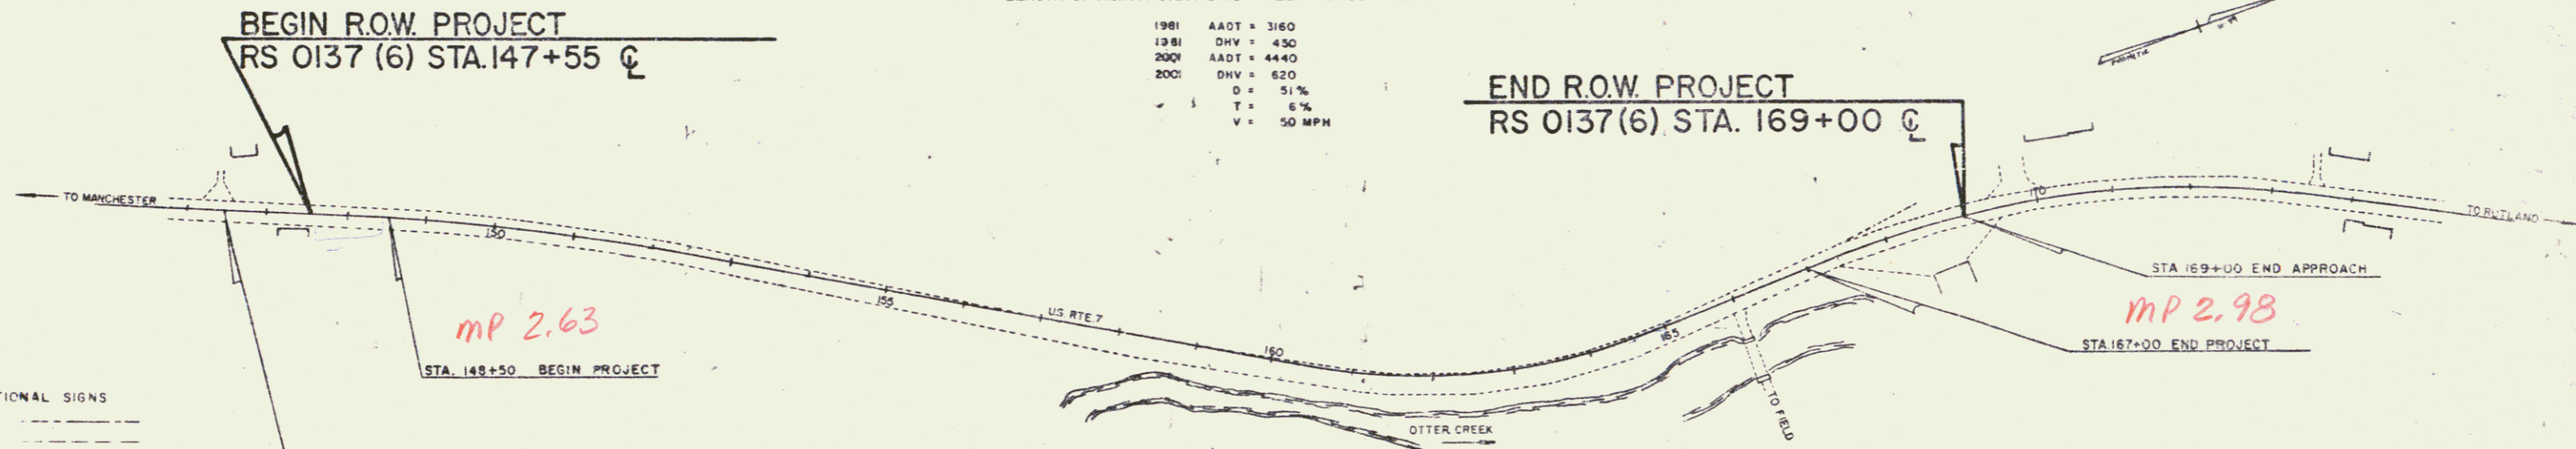 BEGIN R.O.W. PROJECT
RS 0137 (6) STA.147+55 ℄
1981 AADT = 3160
1981 DHV = 450
2001 AADT = 4440
2001 DHV = 620
D = 51%
T = 6%
V = 50 MPH
END R.O.W. PROJECT
RS 0137(6) STA. 169+00 ℄
TO MANCHESTER
150
155
U.S. RTE. 7
160
165
170
TO RUTLAND
STA 169+00 END APPROACH
MP 2.63
MP 2.98
STA. 148+50 BEGIN PROJECT
STA.167+00 END PROJECT
TIONAL SIGNS
OTTER CREEK
TO FIELD